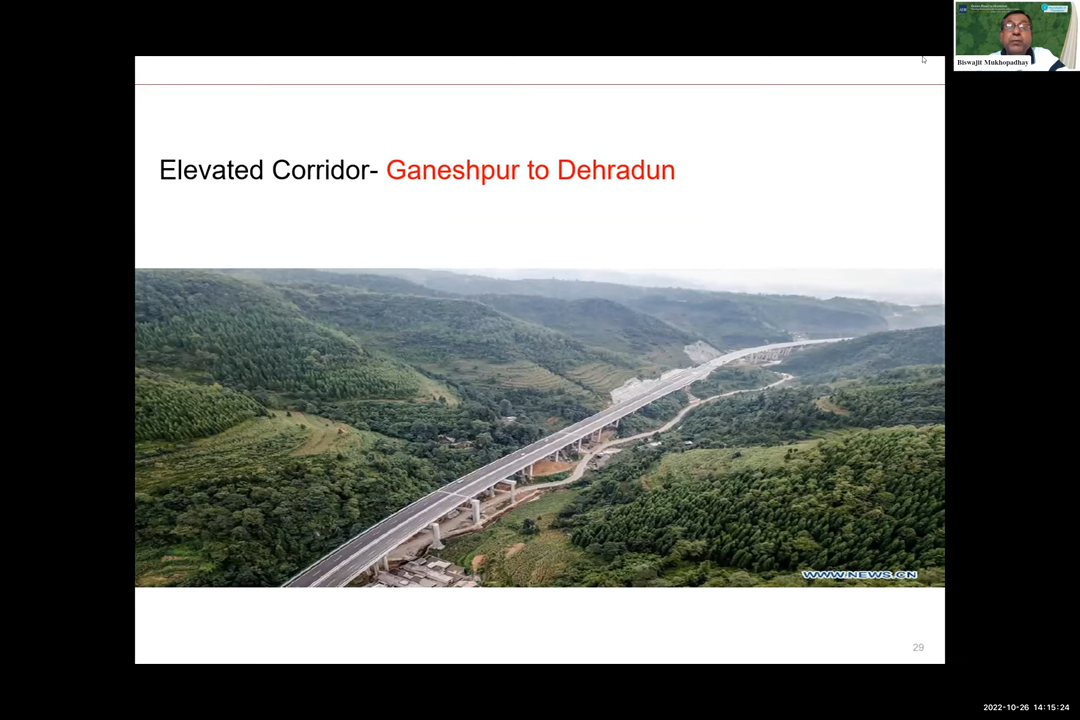 Biswajit Mukhopadhay
Elevated Corridor- Ganeshpur to Dehradun
WWW.NEWS.CN
29
2022-10-26 14:15:24